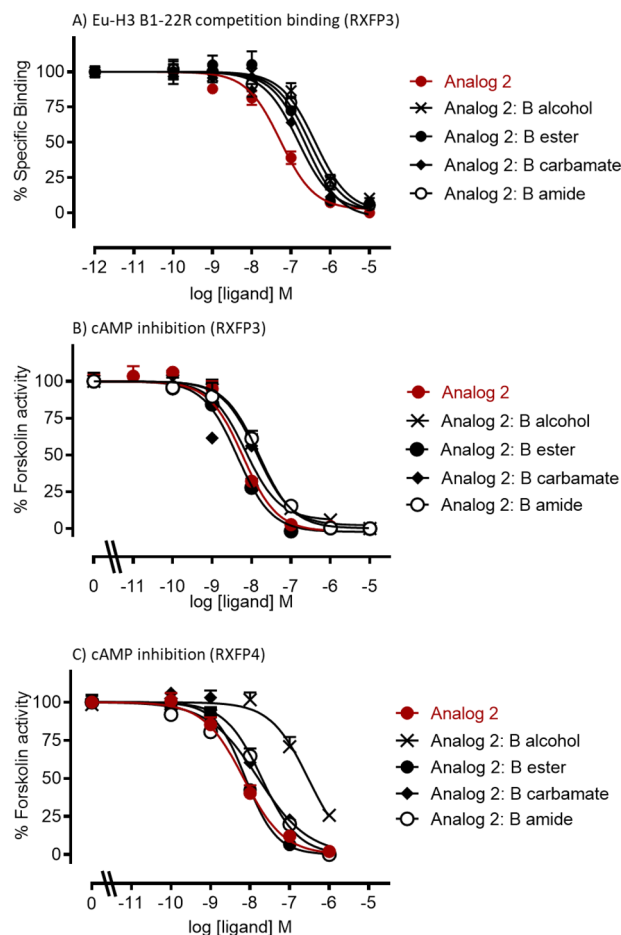 A) Eu-H3 B1-22R competition binding (RXFP3)
% Specific Binding
100
75
50
25
0
-12 -11 -10 -9 -8 -7 -6 -5
log [ligand] M
Analog 2
Analog 2: B alcohol
Analog 2: B ester
Analog 2: B carbamate
Analog 2: B amide
B) cAMP inhibition (RXFP3)
% Forskolin activity
100
75
50
25
0
0 -11 -10 -9 -8 -7 -6 -5
log [ligand] M
Analog 2
Analog 2: B alcohol
Analog 2: B ester
Analog 2: B carbamate
Analog 2: B amide
C) cAMP inhibition (RXFP4)
% Forskolin activity
100
75
50
25
0
0 -11 -10 -9 -8 -7 -6 -5
log [ligand] M
Analog 2
Analog 2: B alcohol
Analog 2: B ester
Analog 2: B carbamate
Analog 2: B amide